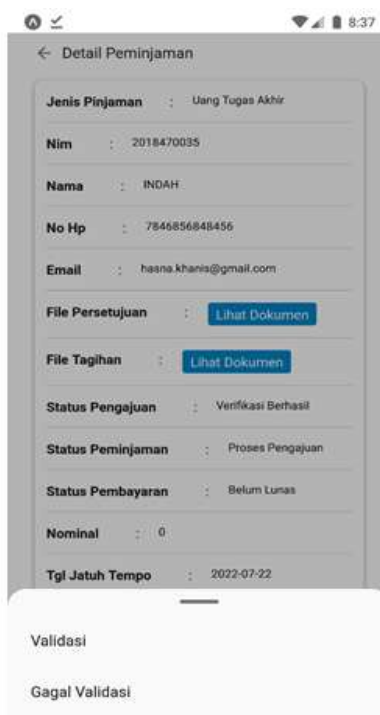 8:37
← Detail Peminjaman
Jenis Pinjaman : Uang Tugas Akhir
Nim : 2018470035
Nama : INDAH
No Hp : 7846856848456
Email : hasna.khanis@gmail.com
File Persetujuan : Lihat Dokumen
File Tagihan : Lihat Dokumen
Status Pengajuan : Verifikasi Berhasil
Status Peminjaman : Proses Pengajuan
Status Pembayaran : Belum Lunas
Nominal : 0
Tgl Jatuh Tempo : 2022-07-22
Validasi
Gagal Validasi